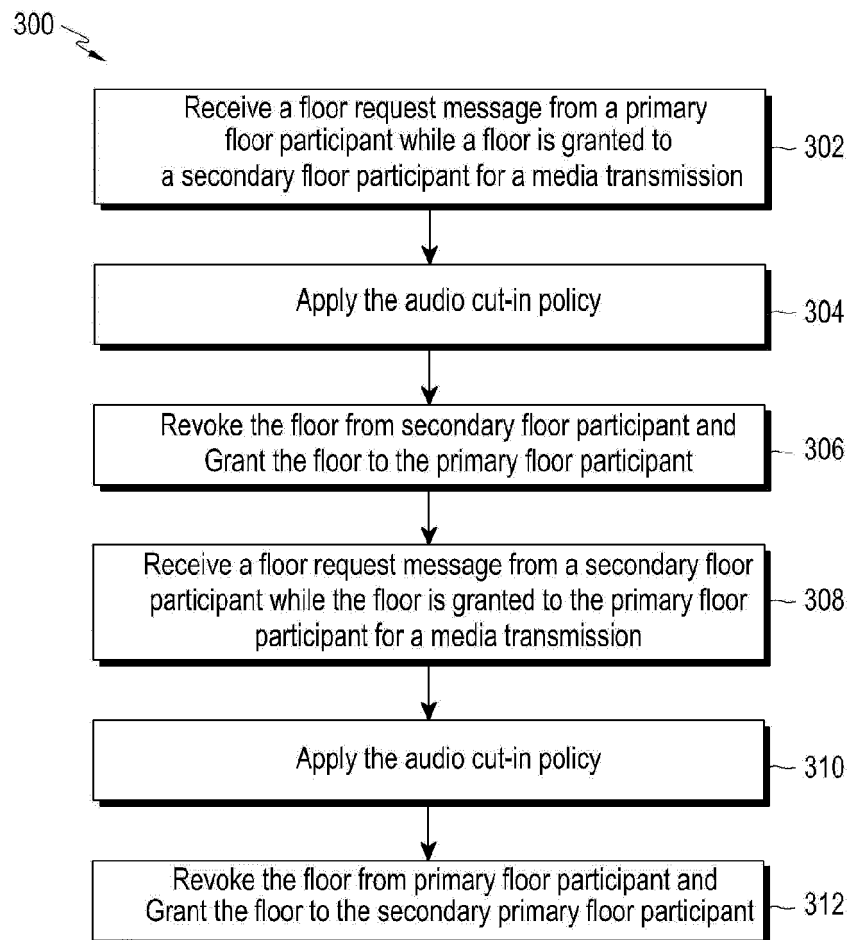 300
Receive a floor request message from a primary
floor participant while a floor is granted to
a secondary floor participant for a media transmission
302
Apply the audio cut-in policy
304
Revoke the floor from secondary floor participant and
Grant the floor to the primary floor participant
306
Receive a floor request message from a secondary floor
participant while the floor is granted to the primary floor
participant for a media transmission
308
Apply the audio cut-in policy
310
Revoke the floor from primary floor participant and
Grant the floor to the secondary primary floor participant
312